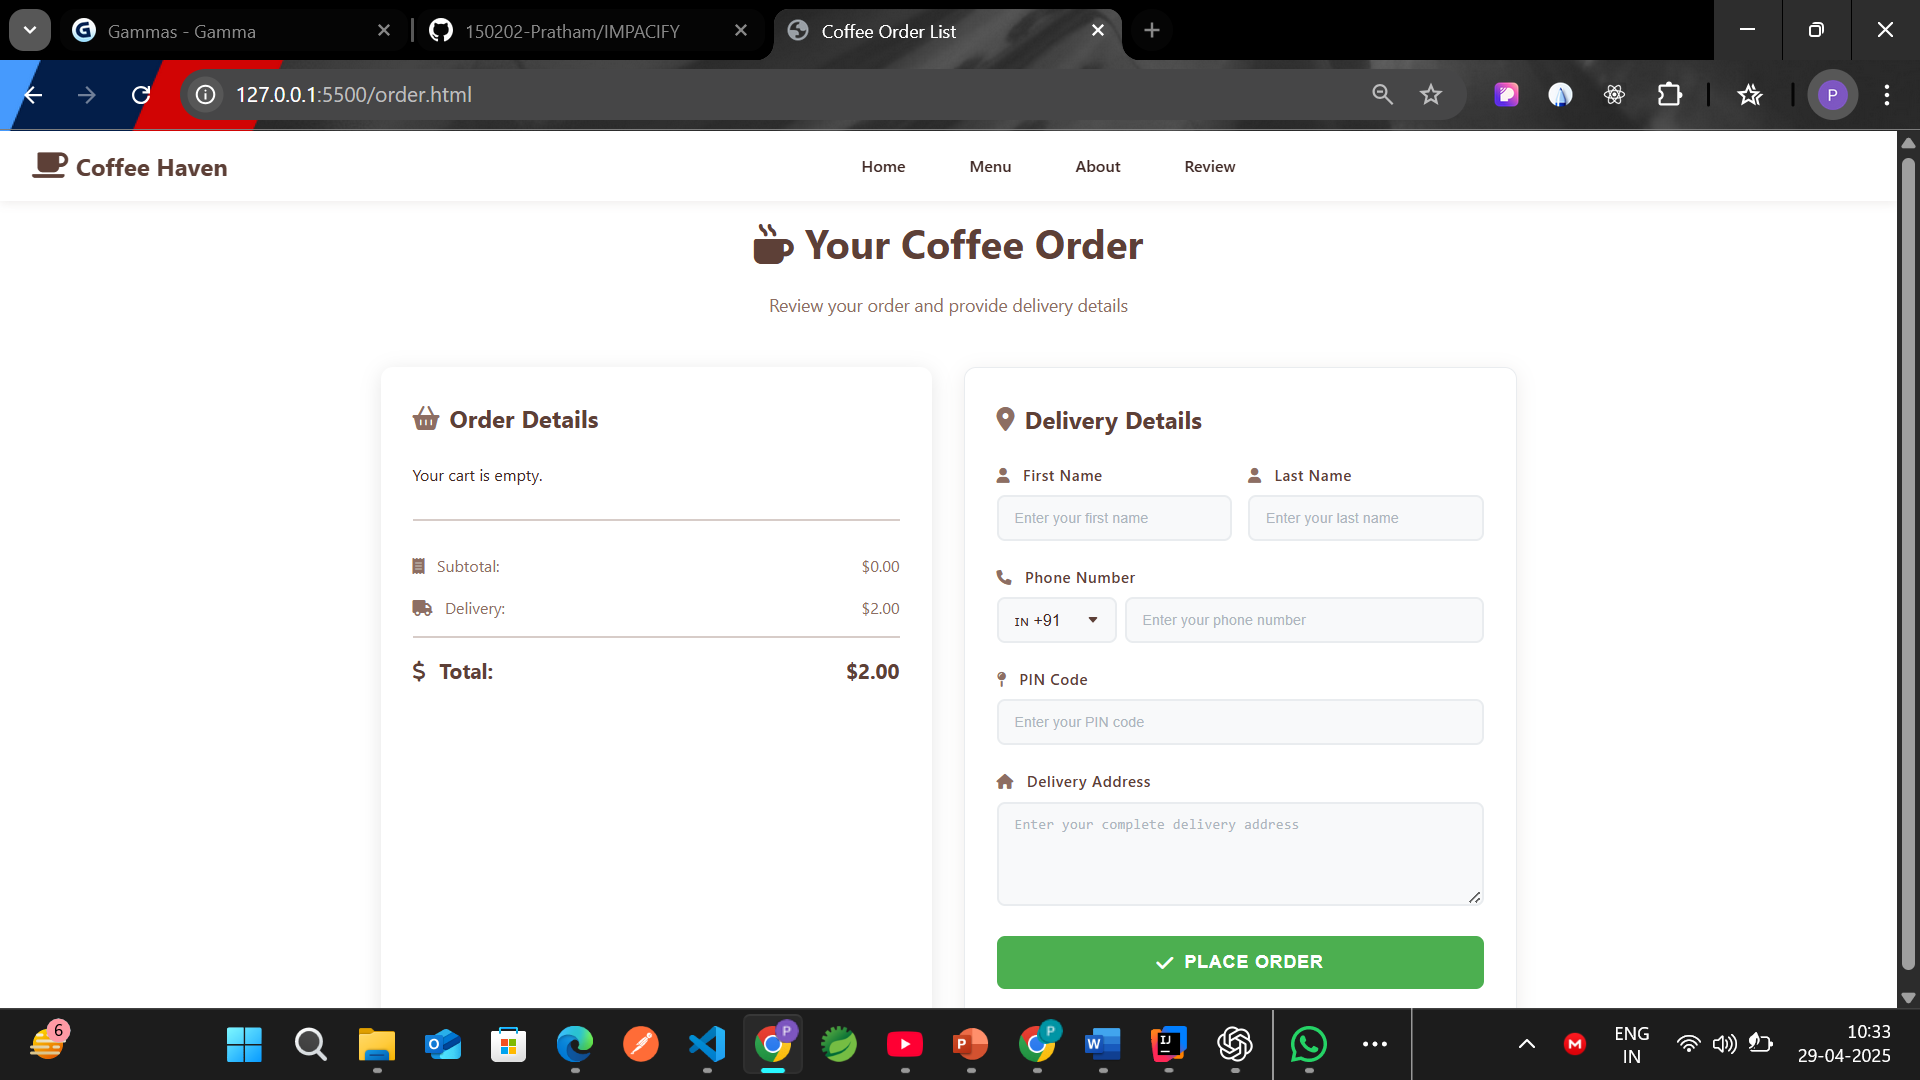 Gammas - Gamma
150202-Pratham/IMPACIFY
Coffee Order List
127.0.0.1:5500/order.html
P
Coffee Haven
Home
Menu
About
Review
Your Coffee Order
Review your order and provide delivery details
Order Details
Your cart is empty.
Subtotal: $0.00
Delivery: $2.00
Total: $2.00
Delivery Details
First Name
Last Name
Enter your first name
Enter your last name
Phone Number
IN +91
Enter your phone number
PIN Code
Enter your PIN code
Delivery Address
Enter your complete delivery address
PLACE ORDER
6
P
P
ENG
IN
10:33
29-04-2025